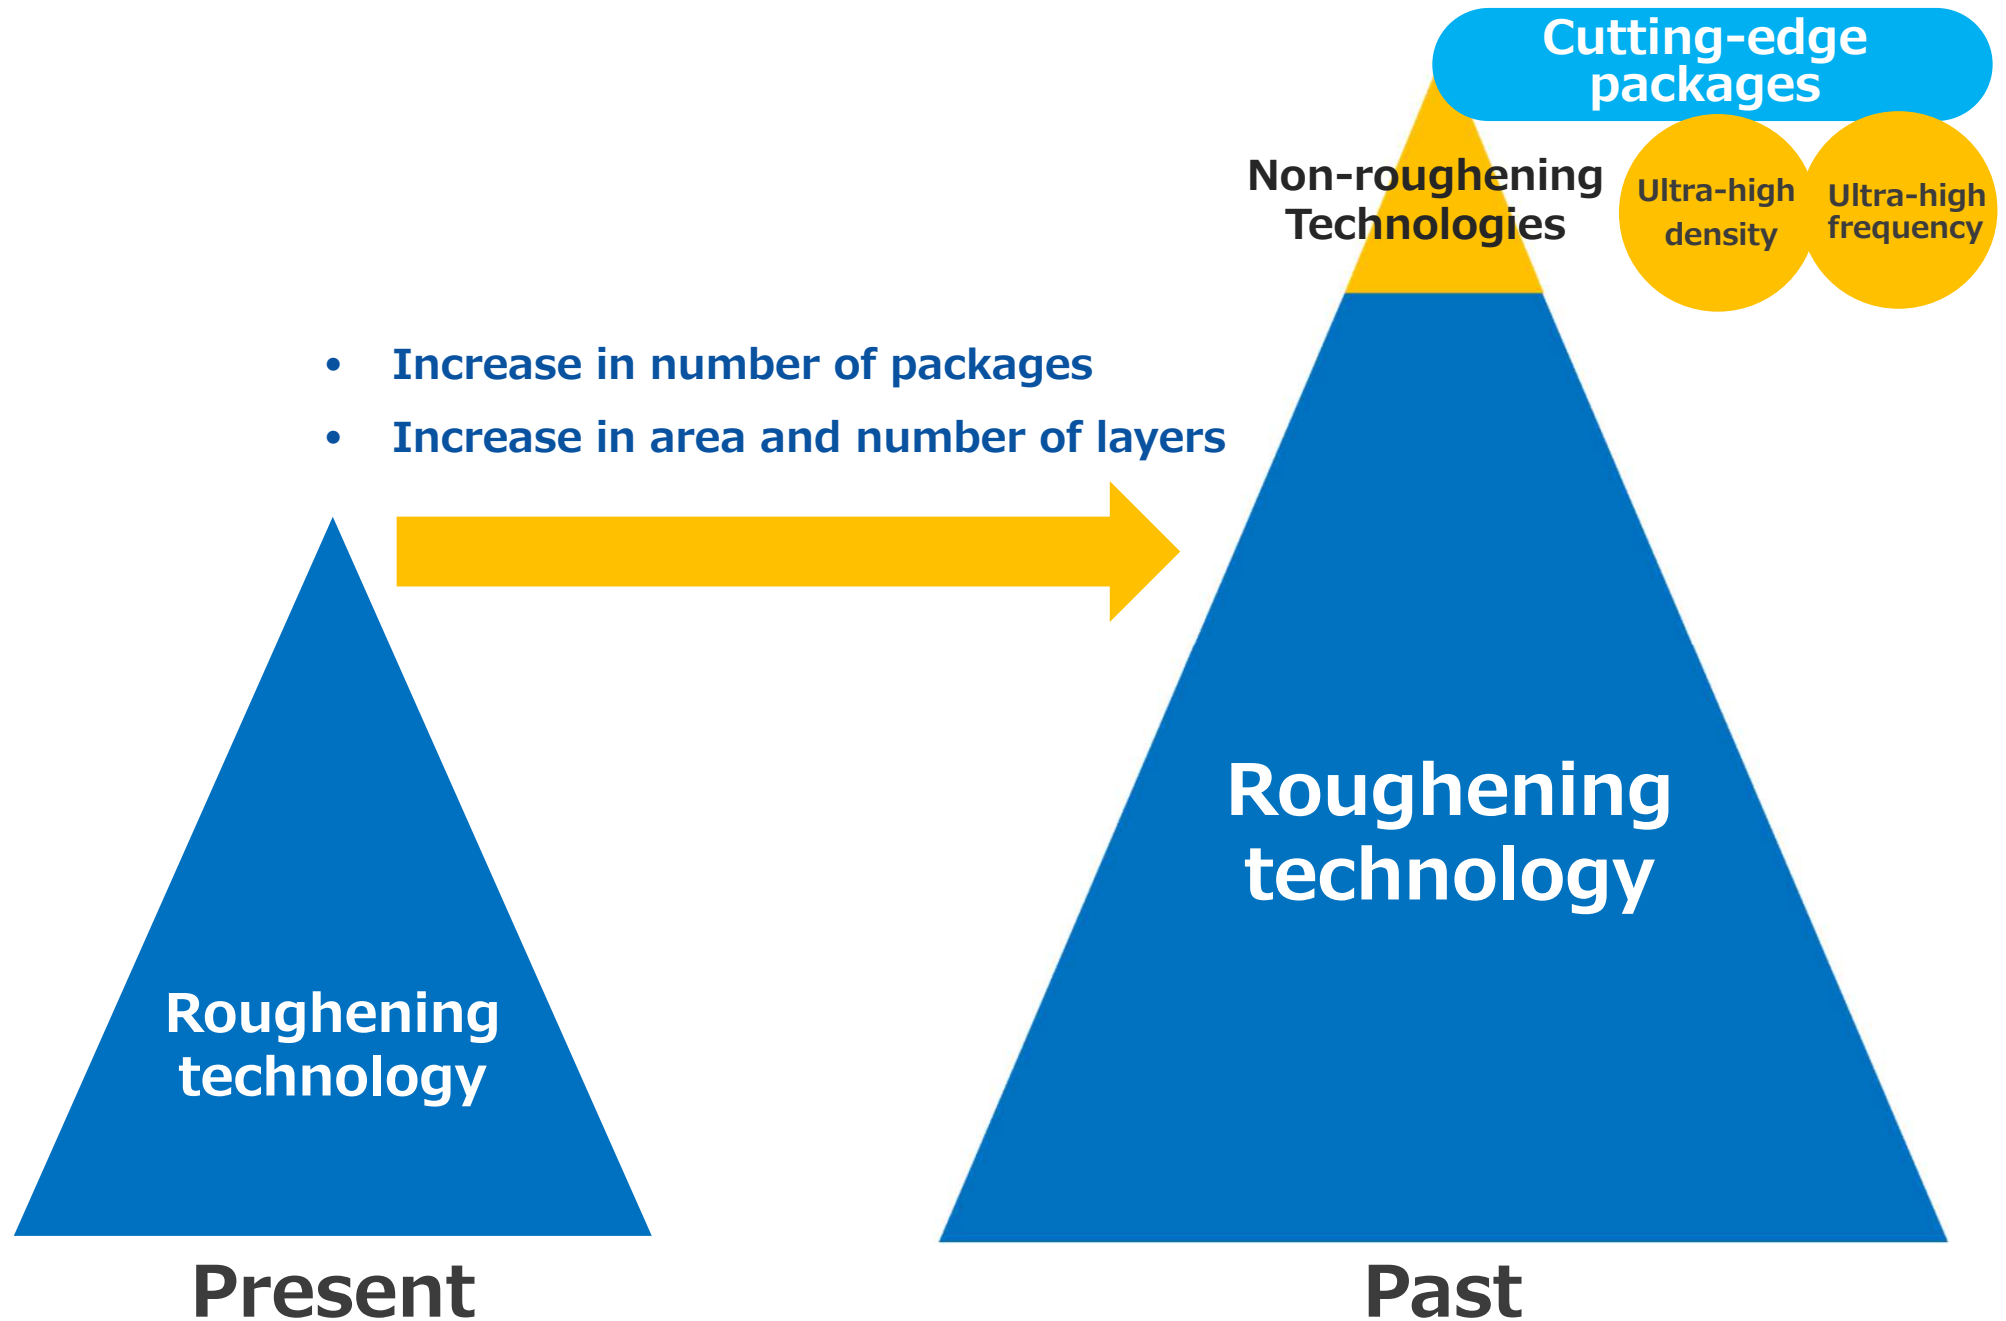 Cutting-edge
packages
Non-roughening
Technologies
Ultra-high
density
Ultra-high
frequency
• Increase in number of packages
• Increase in area and number of layers
Roughening
technology
Roughening
technology
Present
Past